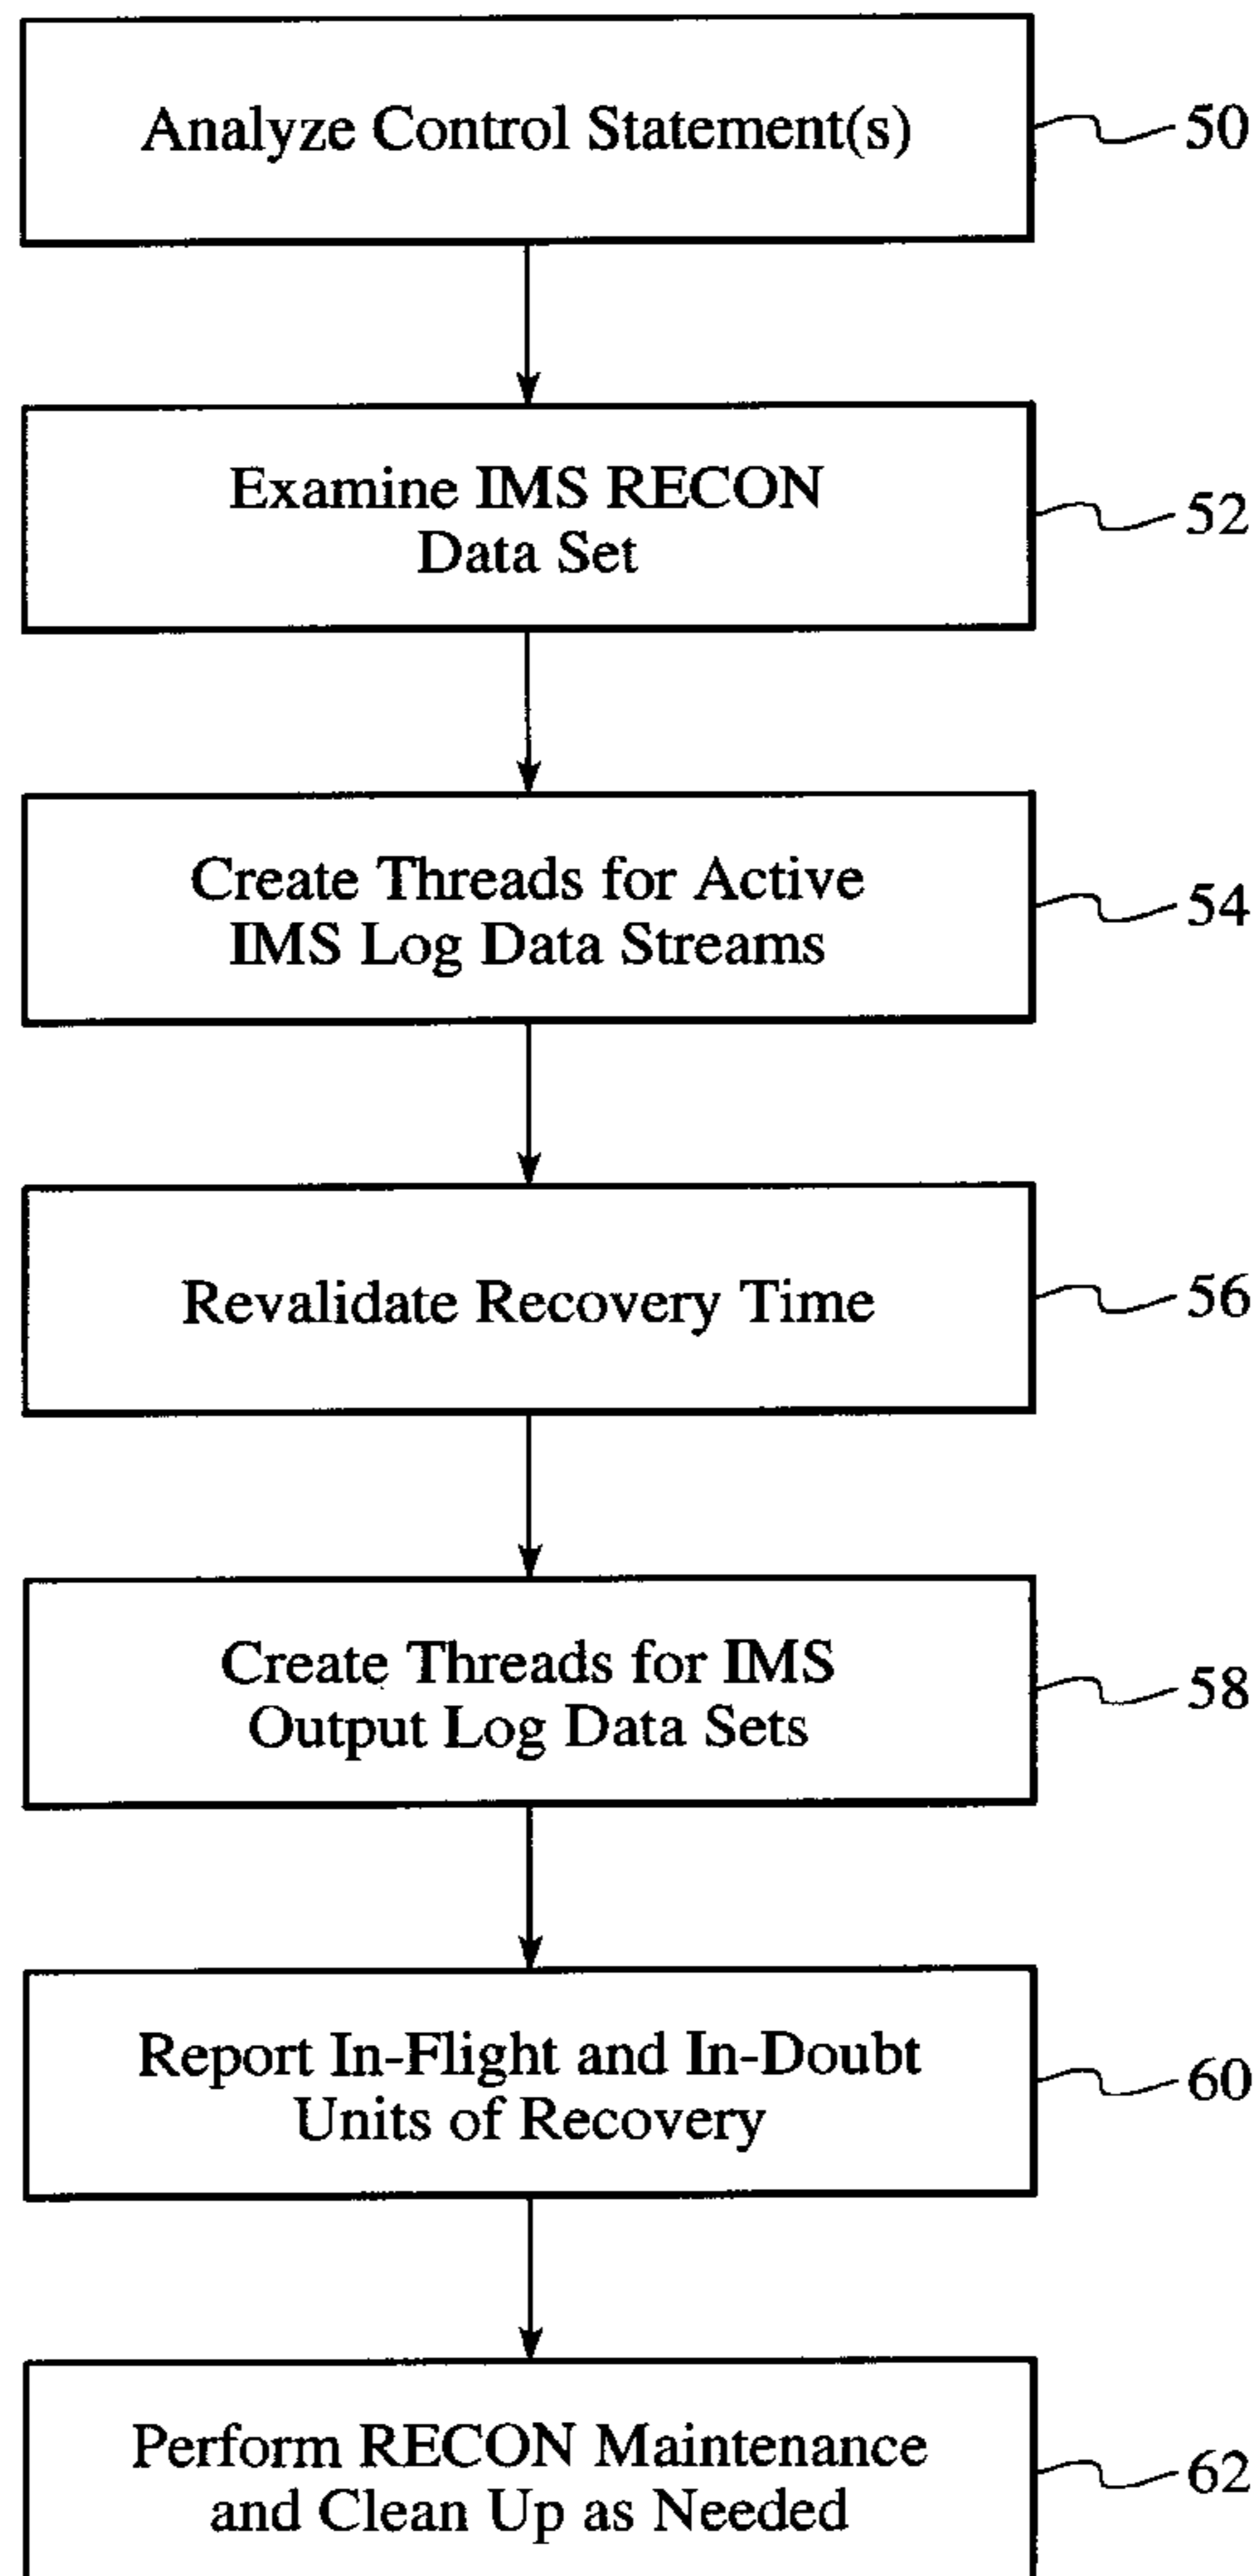 Analyze Control Statement(s)
50
Examine IMS RECON
Data Set
52
Create Threads for Active
IMS Log Data Streams
54
Revalidate Recovery Time
56
Create Threads for IMS
Output Log Data Sets
58
Report In-Flight and In-Doubt
Units of Recovery
60
Perform RECON Maintenance
and Clean Up as Needed
62